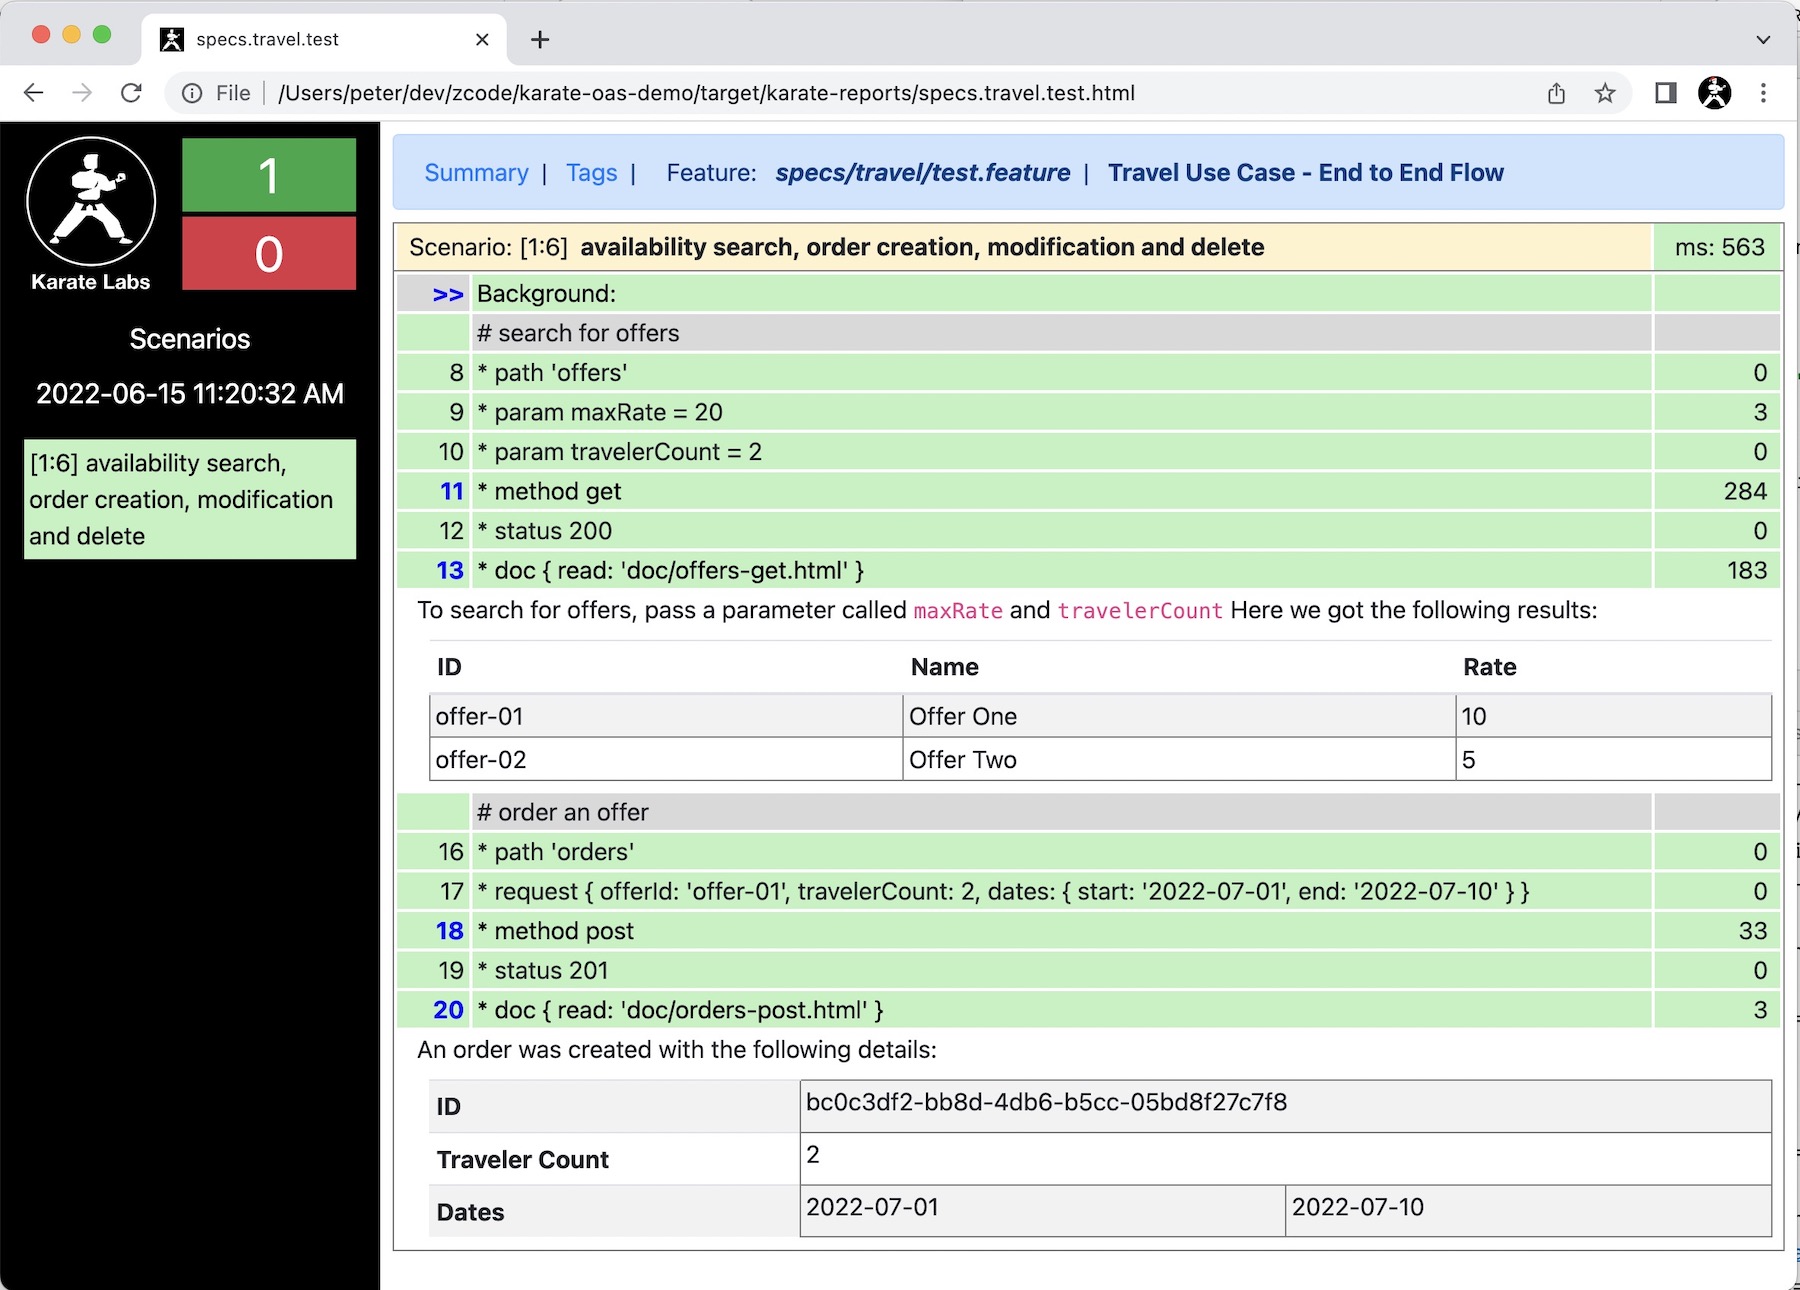 specs.travel.test
File /Users/peter/dev/zcode/karate-oas-demo/target/karate-reports/specs.travel.test.html
Karate Labs
1
0
Scenarios
2022-06-15 11:20:32 AM
[1:6] availability search,
order creation, modification
and delete
Summary | Tags | Feature: specs/travel/test.feature | Travel Use Case - End to End Flow
Scenario: [1:6] availability search, order creation, modification and delete ms: 563
>> Background:
# search for offers
8 * path 'offers' 0
9 * param maxRate = 20 3
10 * param travelerCount = 2 0
11 * method get 284
12 * status 200 0
13 * doc { read: 'doc/offers-get.html' } 183
To search for offers, pass a parameter called maxRate and travelerCount Here we got the following results:
ID Name Rate
offer-01 Offer One 10
offer-02 Offer Two 5
# order an offer
16 * path 'orders' 0
17 * request { offerId: 'offer-01', travelerCount: 2, dates: { start: '2022-07-01', end: '2022-07-10' } } 0
18 * method post 33
19 * status 201 0
20 * doc { read: 'doc/orders-post.html' } 3
An order was created with the following details:
ID bc0c3df2-bb8d-4db6-b5cc-05bd8f27c7f8
Traveler Count 2
Dates 2022-07-01 2022-07-10